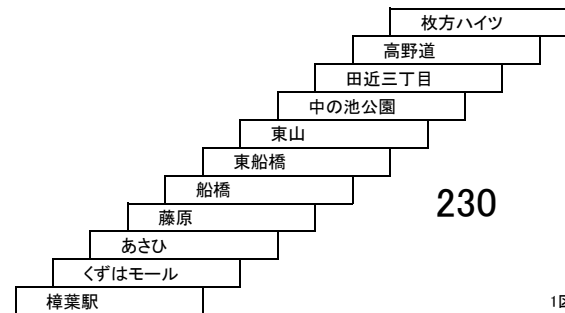 枚方ハイツ
高野道
田近三丁目
中の池公園
東山
東船橋
船橋
230
藤原
あさひ
くずはモール
樟葉駅
1区